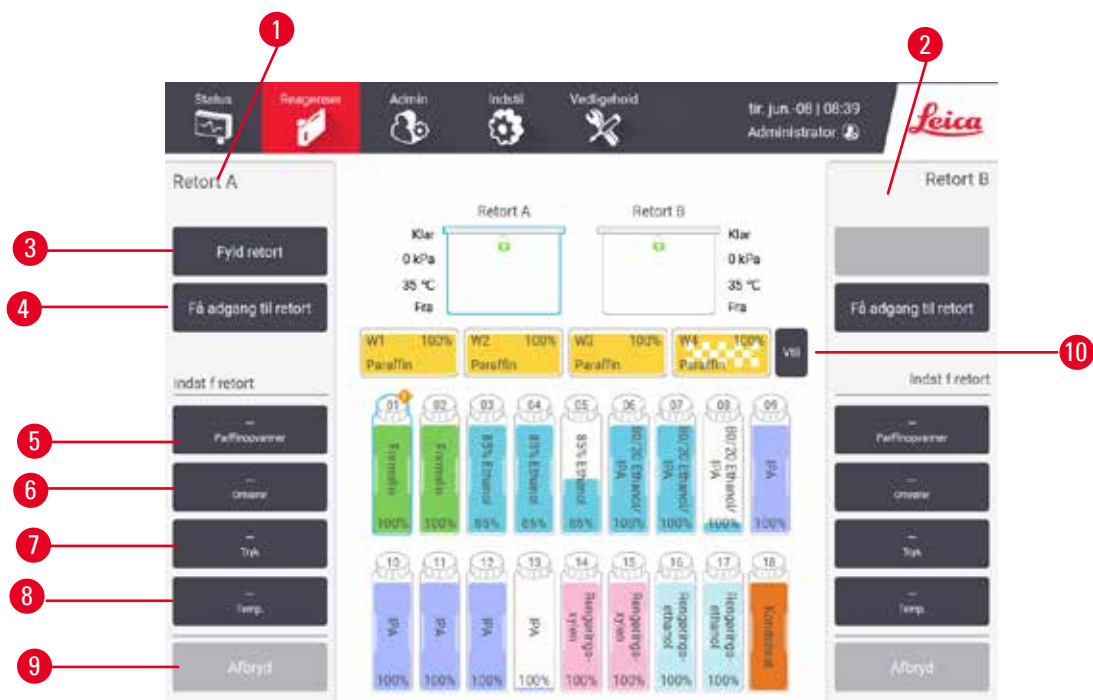 1
2
Status
Reagenser
Admin
Indstil
Vedligehold
tir. jun.-08 | 08:39
Administrator
Leica
Retort A
Retort B
Retort A
Retort B
3
Fyld retort
Klar
0 kPa
35 °C
Fra
Klar
0 kPa
35 °C
Fra
4
Få adgang til retort
Få adgang til retort
W1 100%
Paraffin
W2 100%
Paraffin
W3 100%
Paraffin
W4 100%
Paraffin
10
Indst f retort
Indst f retort
5
--
--
6
--
Omrører
--
Omrører
7
--
Tryk
--
Tryk
8
--
Temp.
--
Temp.
9
Afbryd
Afbryd
01
Formalin
100%
02
Formalin
100%
03
85% Ethanol
85%
04
85% Ethanol
85%
05
85% Ethanol
85%
06
80/20 Ethanol/
IPA
100%
07
80/20 Ethanol/
IPA
100%
08
80/20 Ethanol/
IPA
100%
09
IPA
100%
10
IPA
100%
11
IPA
100%
12
IPA
100%
13
IPA
100%
14
Rengørings-
xylen
100%
15
Rengørings-
xylen
100%
16
Rengørings-
ethanol
100%
17
Rengørings-
ethanol
100%
18
Kondensat